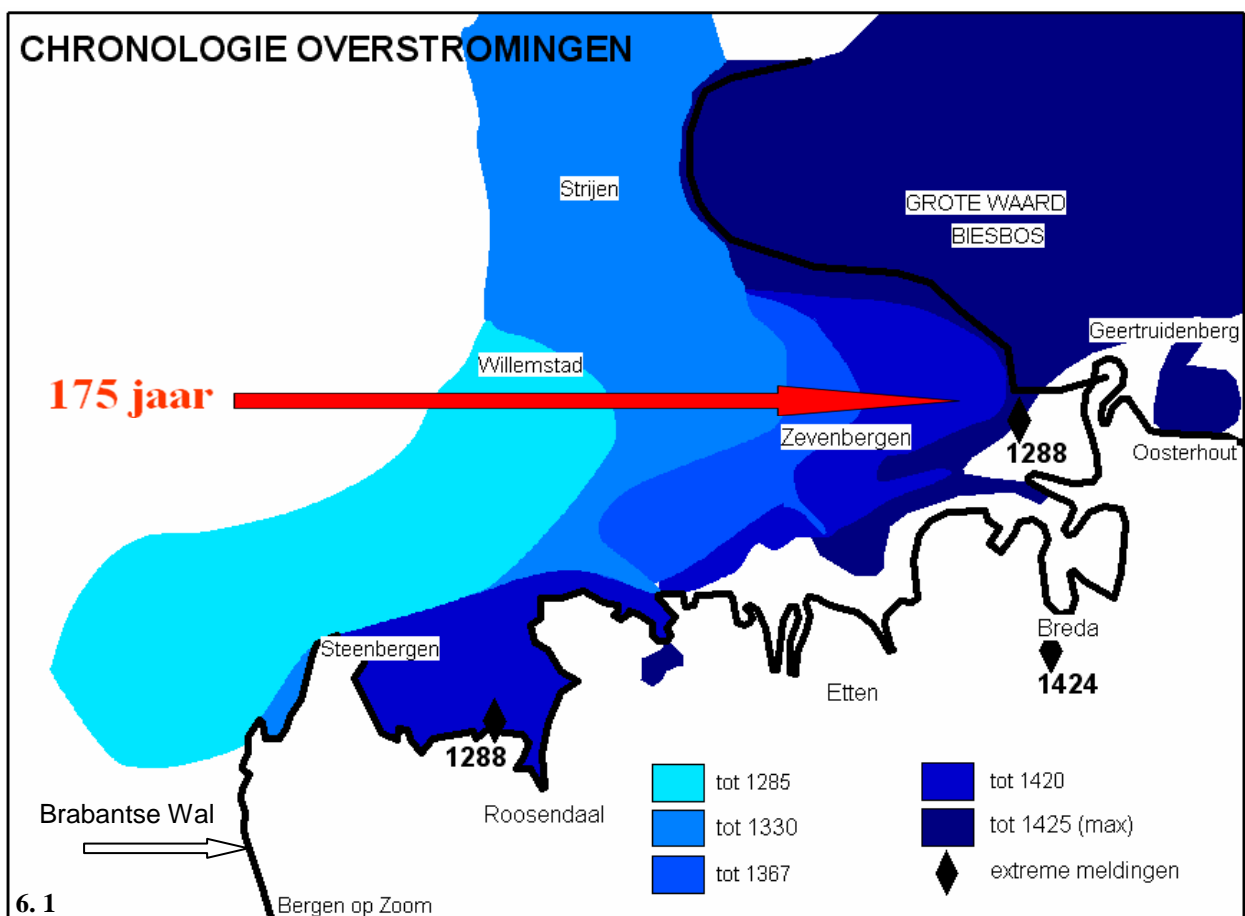 CHRONOLOGIE OVERSTROMINGEN
Strijen
GROTE WAARD
BIESBOS
Geertruidenberg
Willemstad
175 jaar
Zevenbergen
1288
Oosterhout
Steenbergen
Breda
1424
Etten
1288
Roosendaal
tot 1285
tot 1330
tot 1367
tot 1420
tot 1425 (max)
extreme meldingen
Brabantse Wal
Bergen op Zoom
6. 1